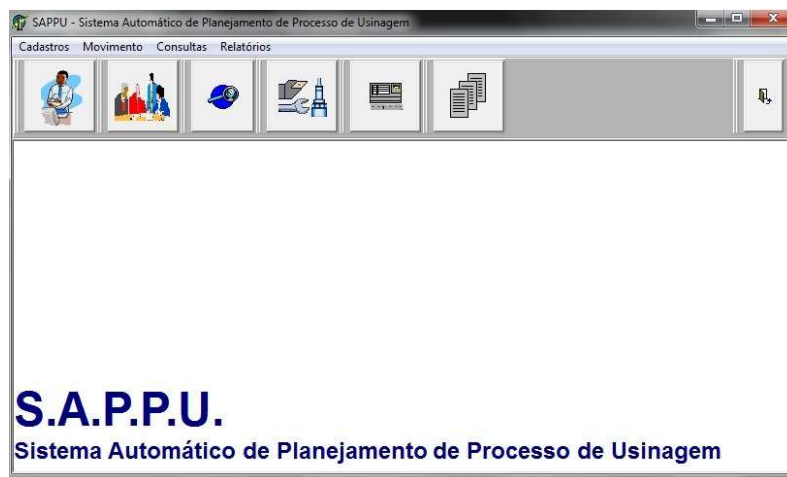 SAPPU - Sistema Automático de Planejamento de Processo de Usinagem
Cadastros Movimento Consultas Relatórios
S.A.P.P.U.
Sistema Automático de Planejamento de Processo de Usinagem